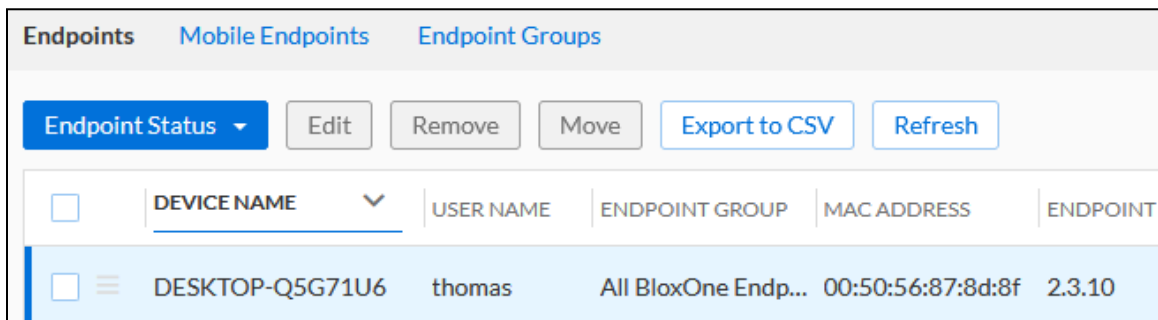 Endpoints Mobile Endpoints Endpoint Groups
Endpoint Status Edit Remove Move Export to CSV Refresh
DEVICE NAME USER NAME ENDPOINT GROUP MAC ADDRESS ENDPOINT
DESKTOP-Q5G71U6 thomas All BloxOne Endp... 00:50:56:87:8d:8f 2.3.10